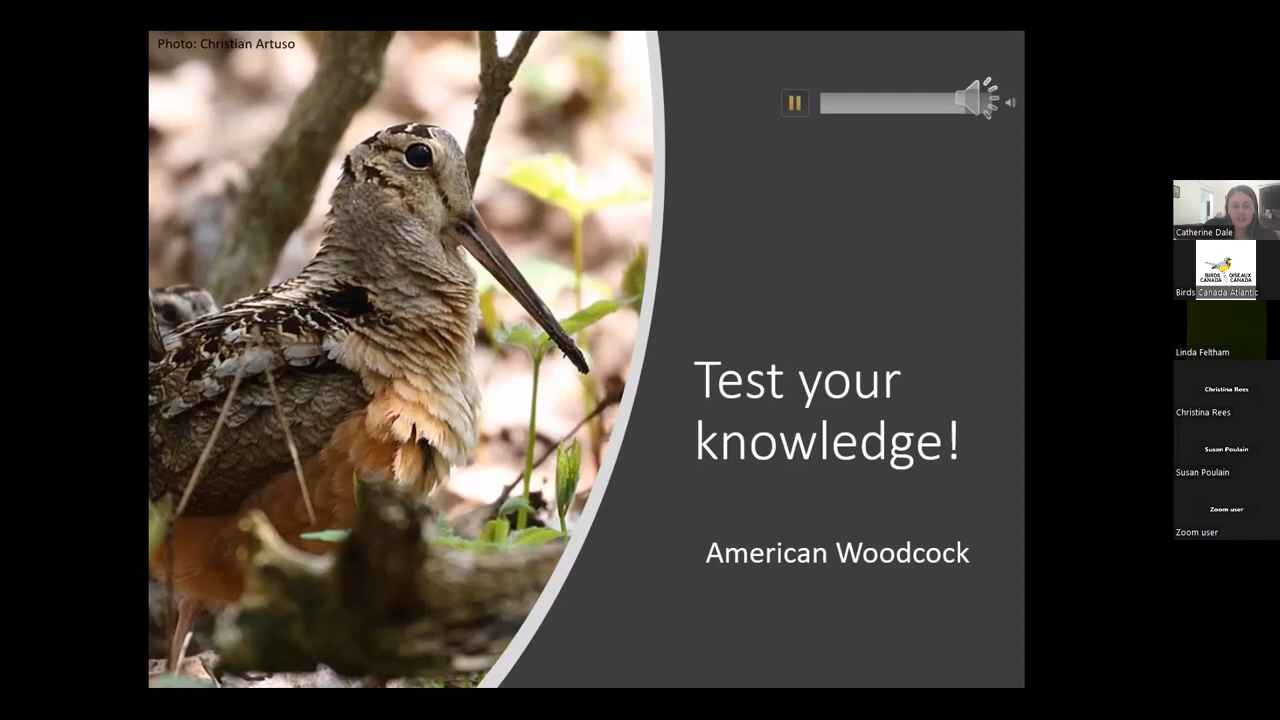 Photo: Christian Artuso
Test your
knowledge!
American Woodcock
Catherine Dale
BIRDS CANADA
OISEAUX CANADA
Birds Canada Atlantic
Linda Feltham
Christina Rees
Christina Rees
Susan Poulain
Susan Poulain
Zoom user
Zoom user